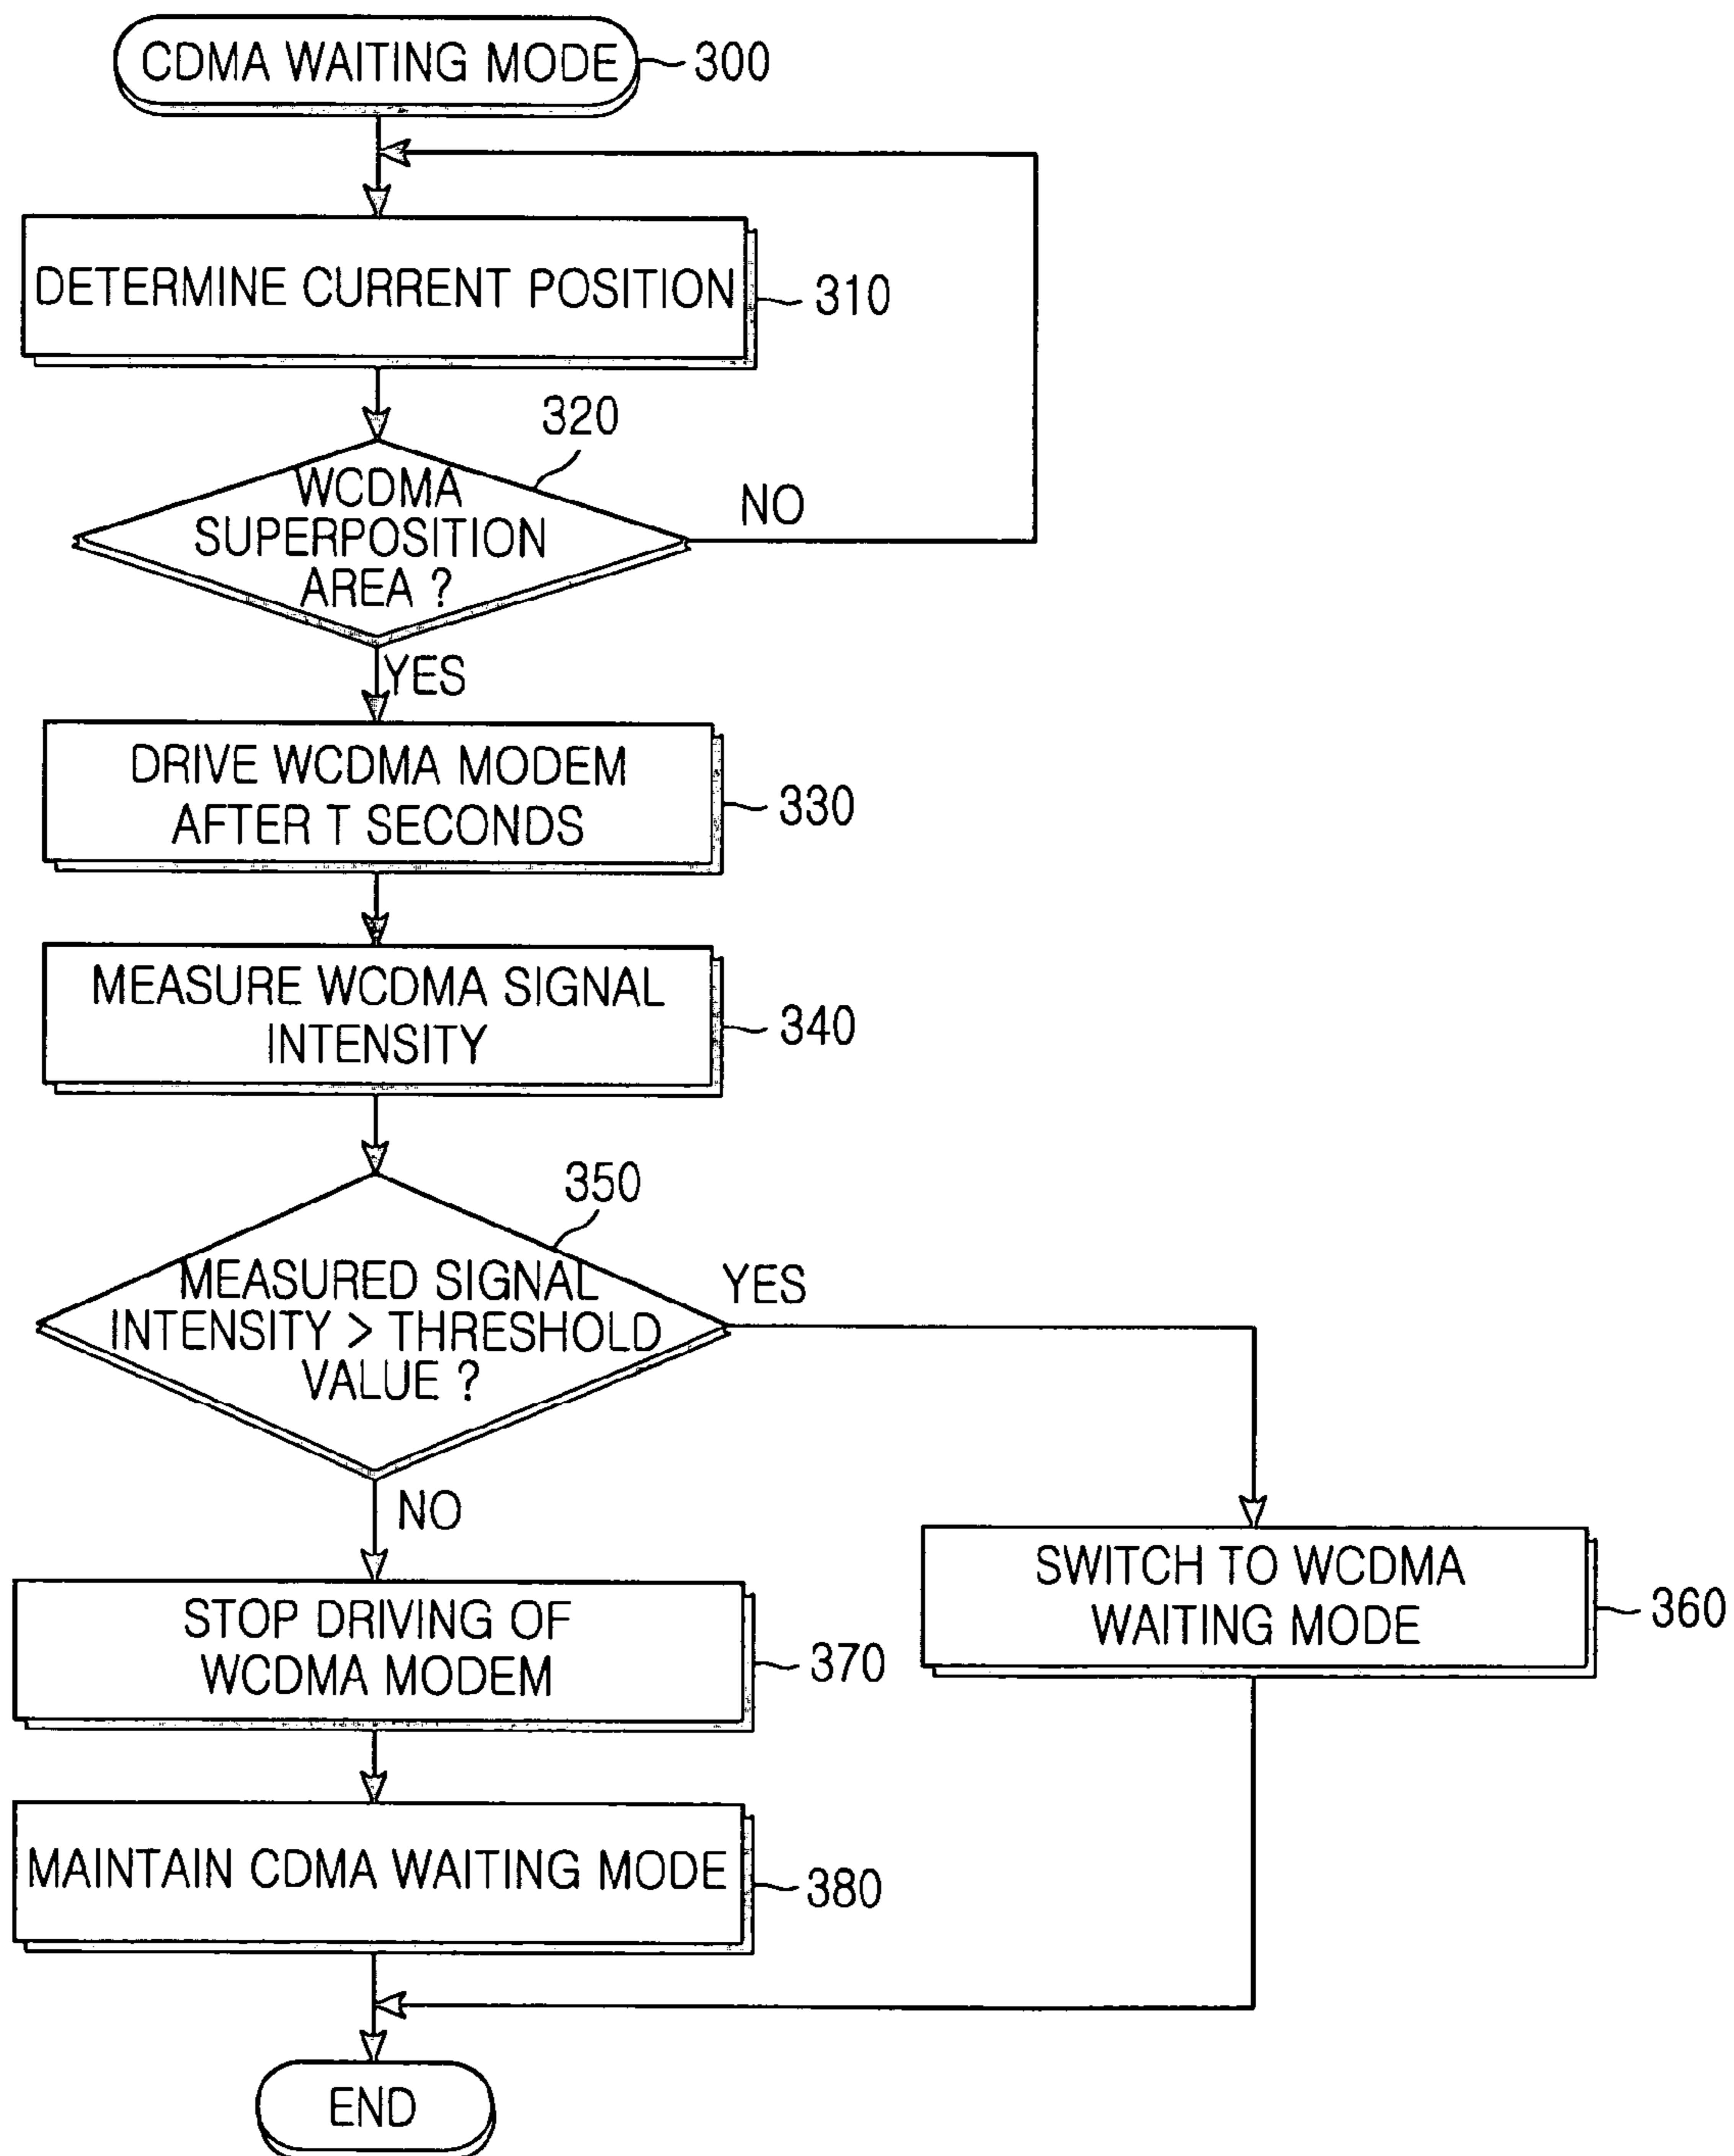 CDMA WAITING MODE
300
DETERMINE CURRENT POSITION
310
320
WCDMA
SUPERPOSITION
AREA ?
NO
YES
DRIVE WCDMA MODEM
AFTER T SECONDS
330
MEASURE WCDMA SIGNAL
INTENSITY
340
350
MEASURED SIGNAL
INTENSITY > THRESHOLD
VALUE ?
YES
NO
SWITCH TO WCDMA
WAITING MODE
360
STOP DRIVING OF
WCDMA MODEM
370
MAINTAIN CDMA WAITING MODE
380
END